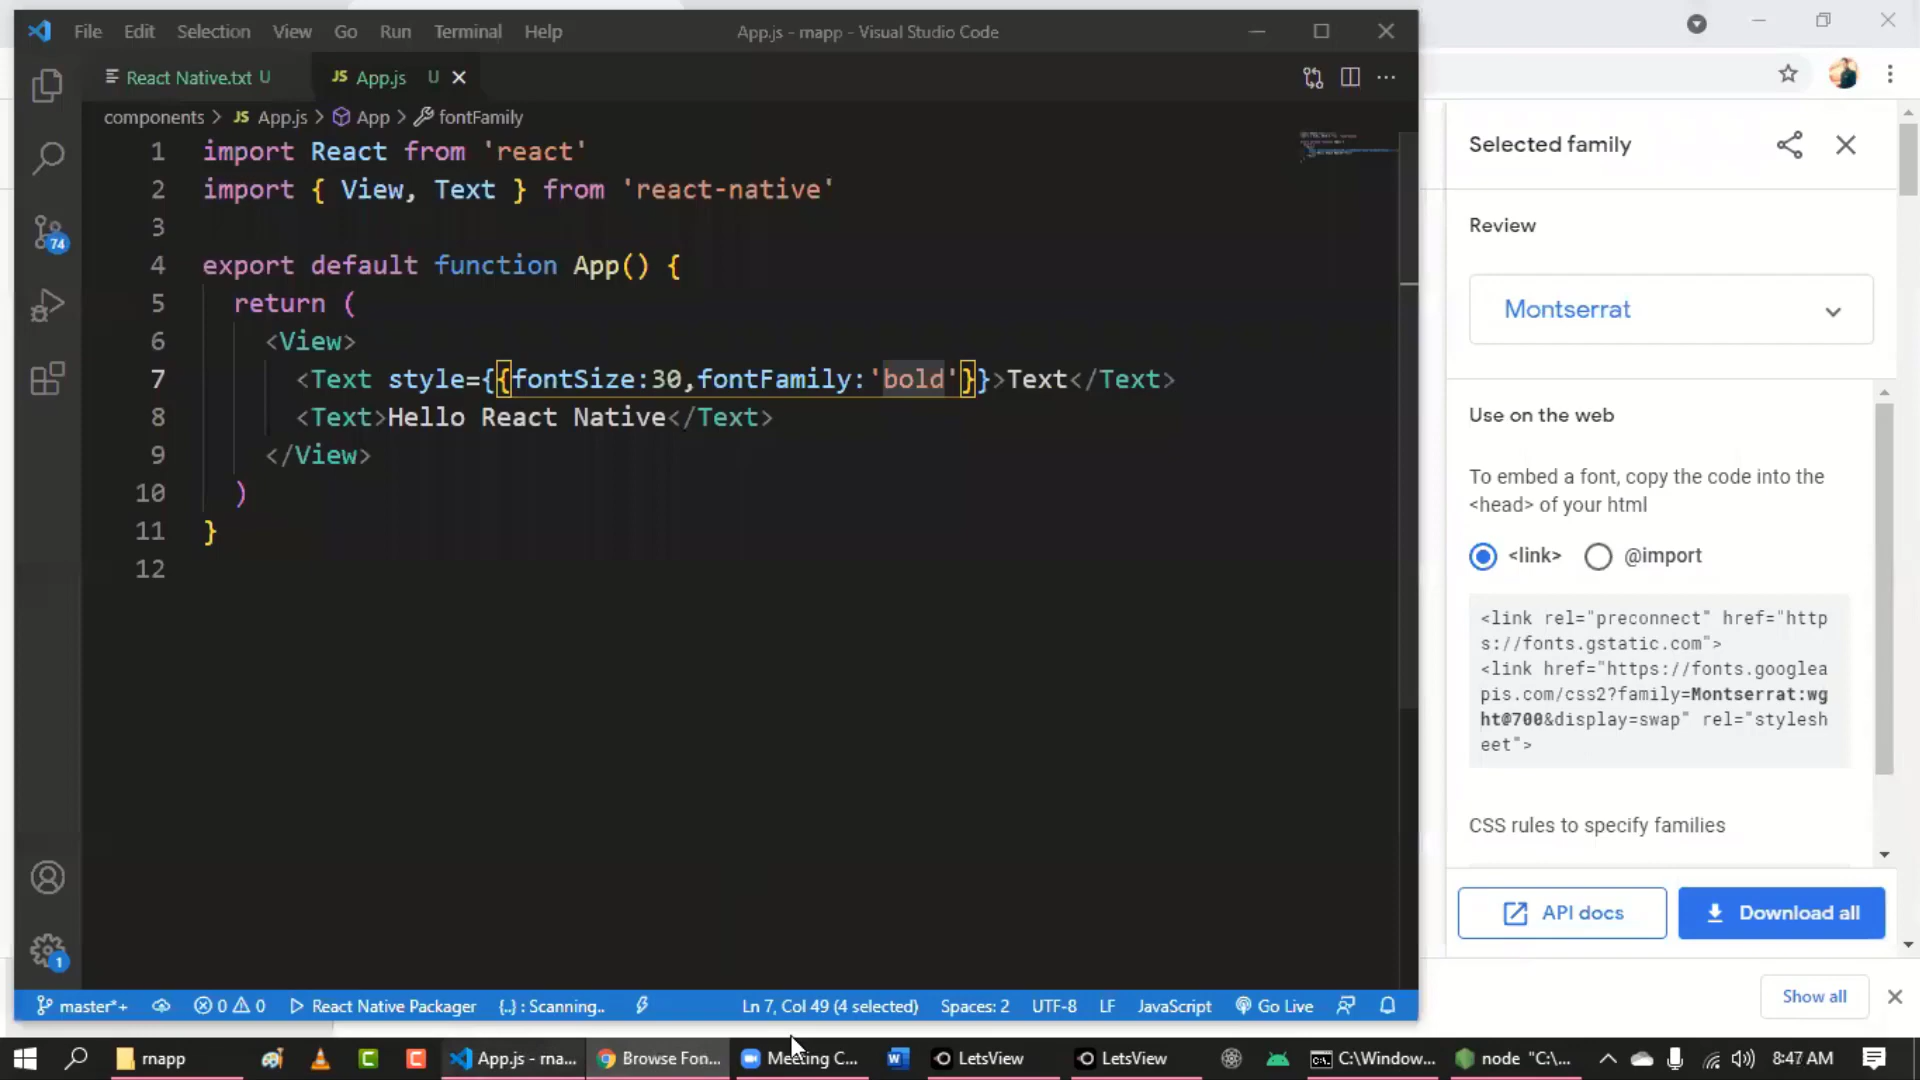 File Edit Selection View Go Run Terminal Help App.js - rnapp - Visual Studio Code
React Native.txt U JS App.js U
components > JS App.js > App > fontFamily
1 import React from 'react'
2 import { View, Text } from 'react-native'
3
4 export default function App() {
5 return (
6 <View>
7 <Text style={{fontSize:30,fontFamily:'bold'}}>Text</Text>
8 <Text>Hello React Native</Text>
9 </View>
10 )
11 }
12
74
1
master*+ 0 0 React Native Packager {..} : Scanning.. Ln 7, Col 49 (4 selected) Spaces: 2 UTF-8 LF JavaScript Go Live
Selected family
Review
Montserrat
Use on the web
To embed a font, copy the code into the
<head> of your html
<link> @import
<link rel="preconnect" href="http
s://fonts.gstatic.com">
<link href="https://fonts.googlea
pis.com/css2?family=Montserrat:wg
ht@700&display=swap" rel="stylesh
eet">
CSS rules to specify families
API docs Download all
Show all
rnapp App.js - rna... Browse Fon... Meeting C... LetsView LetsView C:\Window... node "C:\... 8:47 AM